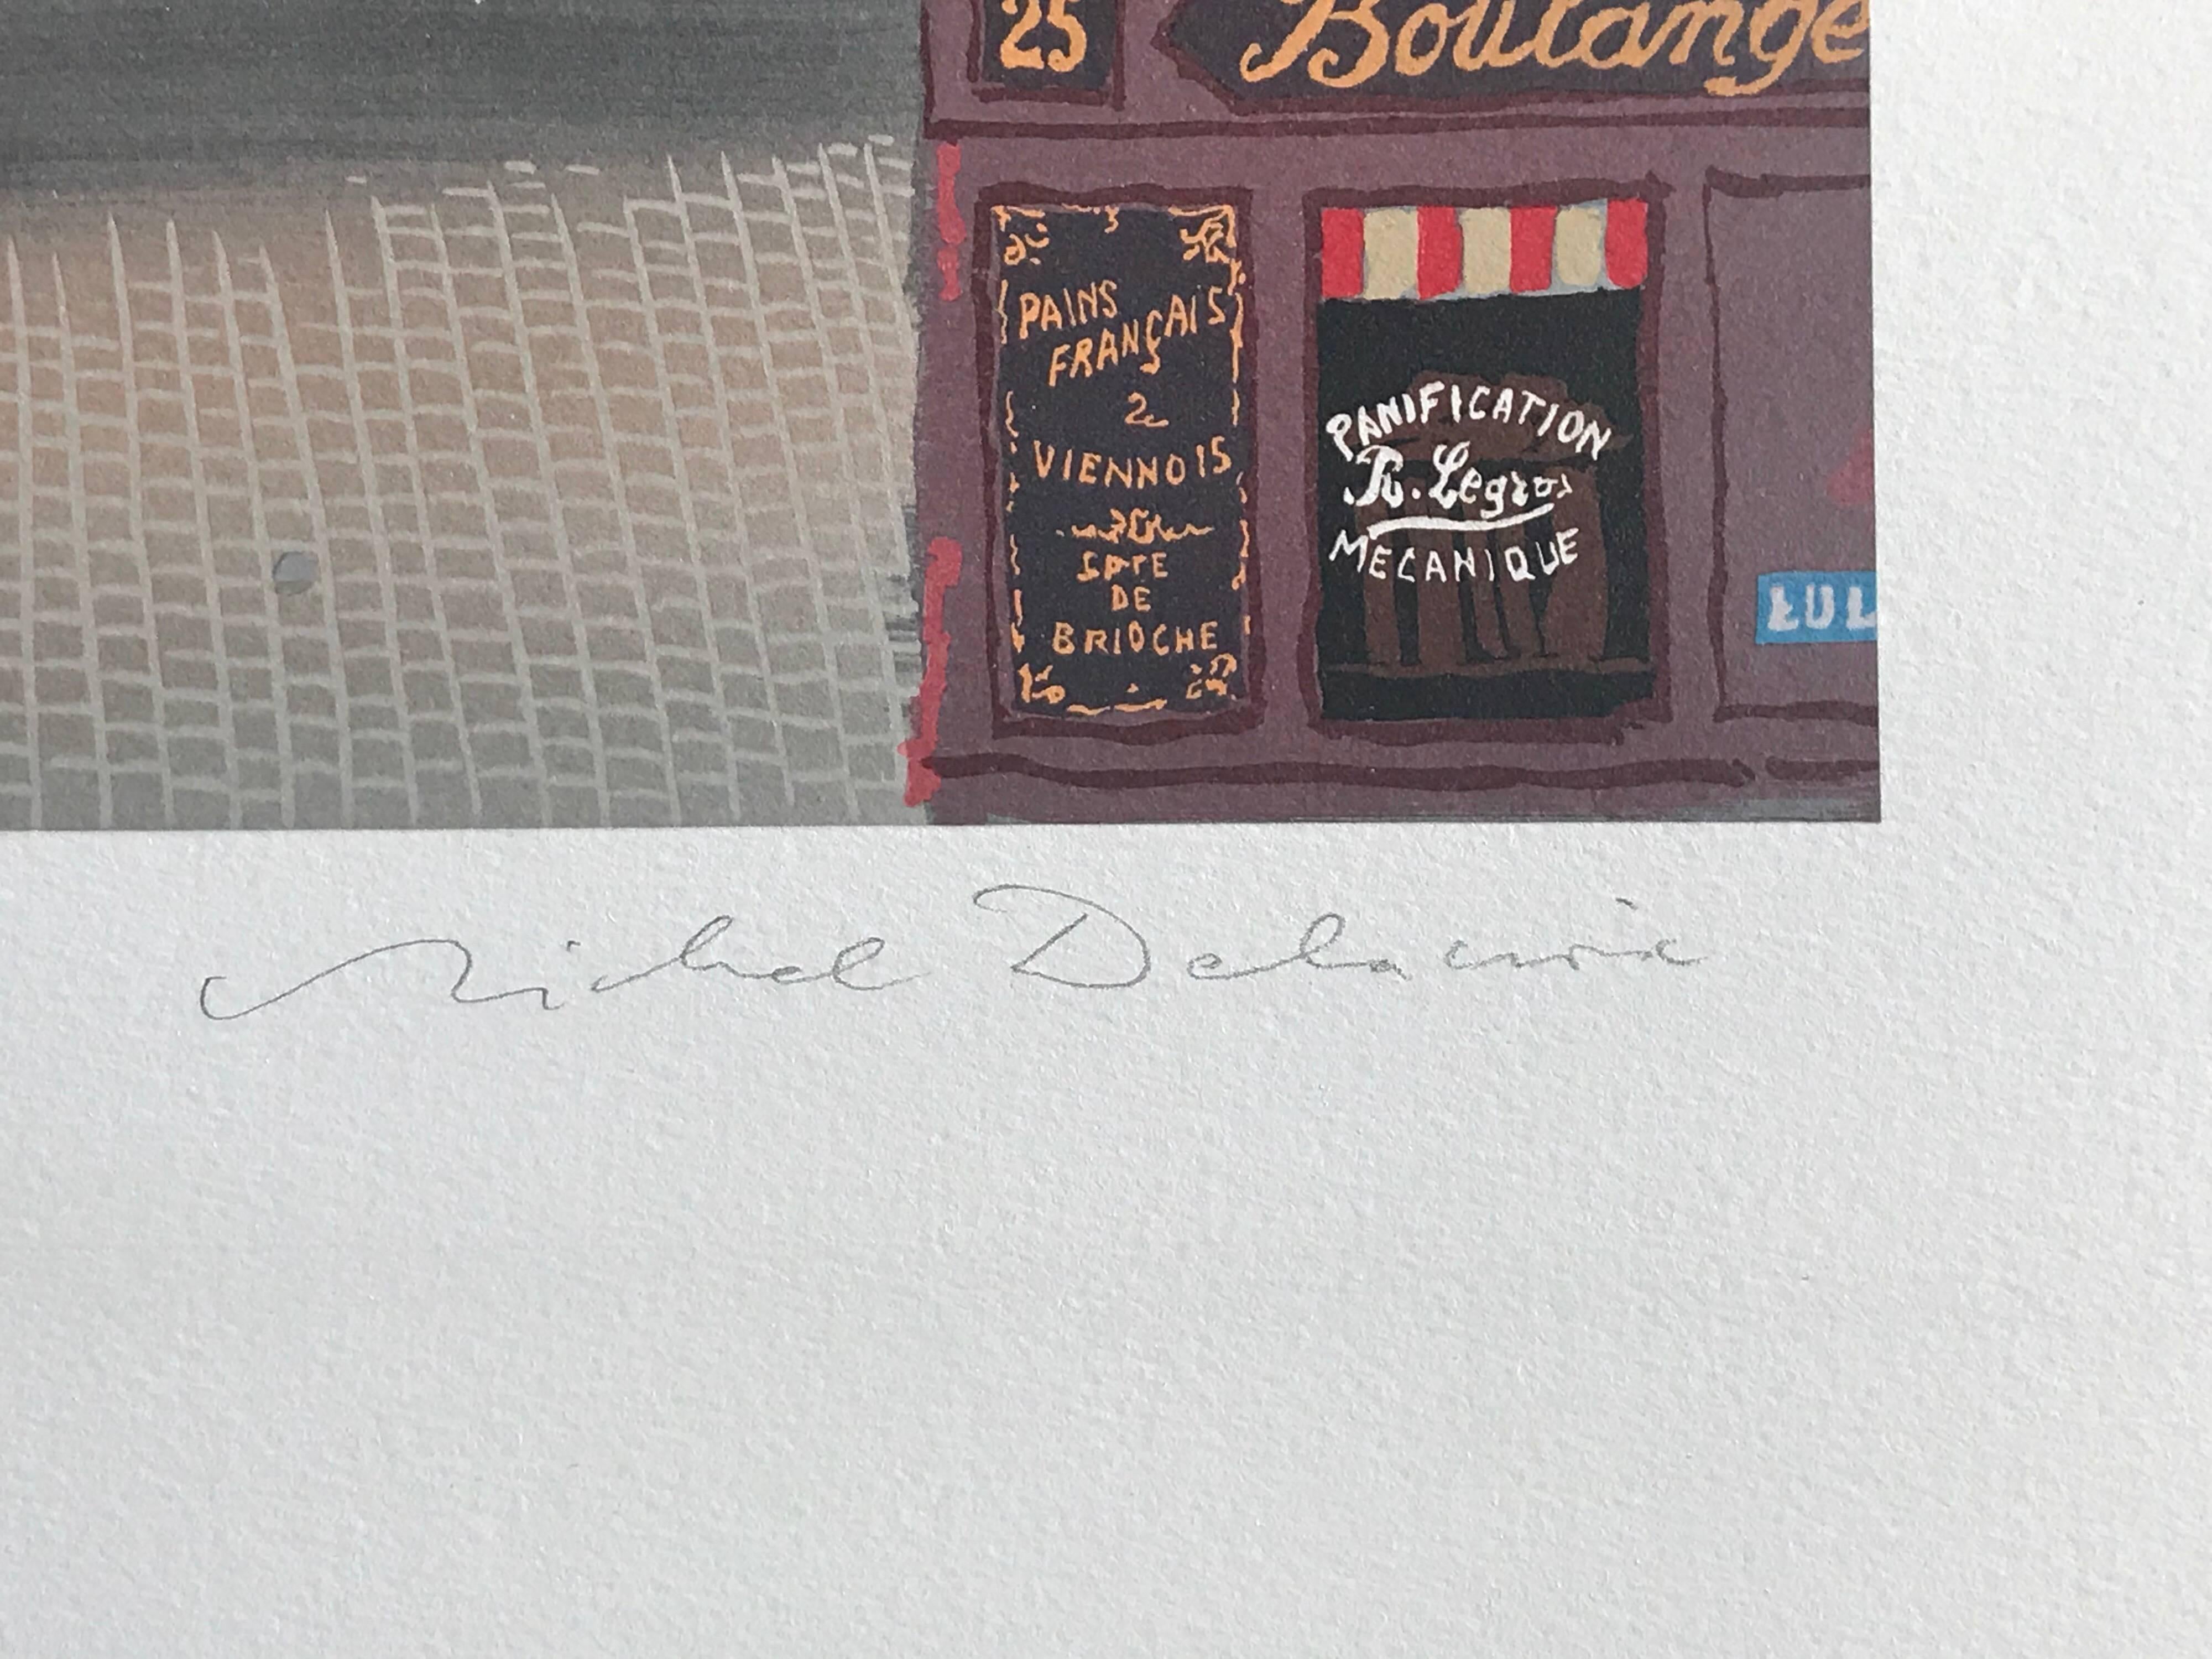 25
Boulange
PAINS
FRANÇAIS
&
VIENNOIS
SPTE
DE
BRIOCHE
PANIFICATION
R. Legros
MECANIQUE
LUL
Michel Delacroix